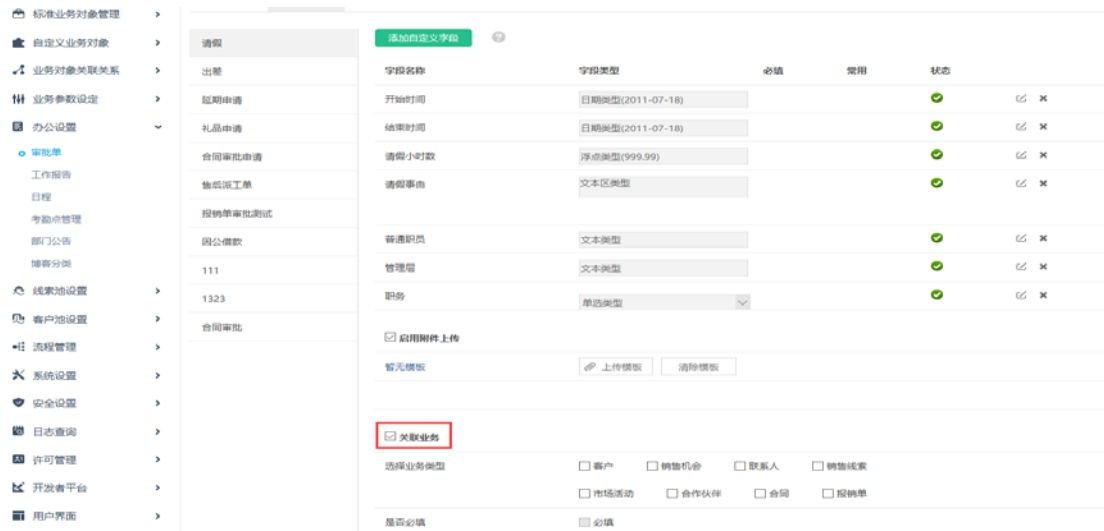 标准业务对象管理
自定义业务对象
业务对象关联关系
业务参数设定
办公设置
审批单
工作报告
日程
考勤点管理
部门公告
博客分类
线索池设置
客户池设置
流程管理
系统设置
安全设置
日志查询
许可管理
开发者平台
用户界面
请假
出差
延期申请
礼品申请
合同审批申请
售后派工单
报销单审批测试
因公借款
111
1323
合同审批
添加自定义字段 ?
字段名称 字段类型 必填 常用 状态
开始时间 日期类型(2011-07-18)
结束时间 日期类型(2011-07-18)
请假小时数 浮点类型(999.99)
请假事由 文本区类型
普通职员 文本类型
管理层 文本类型
职务 单选类型
启用附件上传
暂无模板 上传模板 清除模板
关联业务
选择业务类型 客户 销售机会 联系人 销售线索
市场活动 合作伙伴 合同 报销单
是否必填 必填